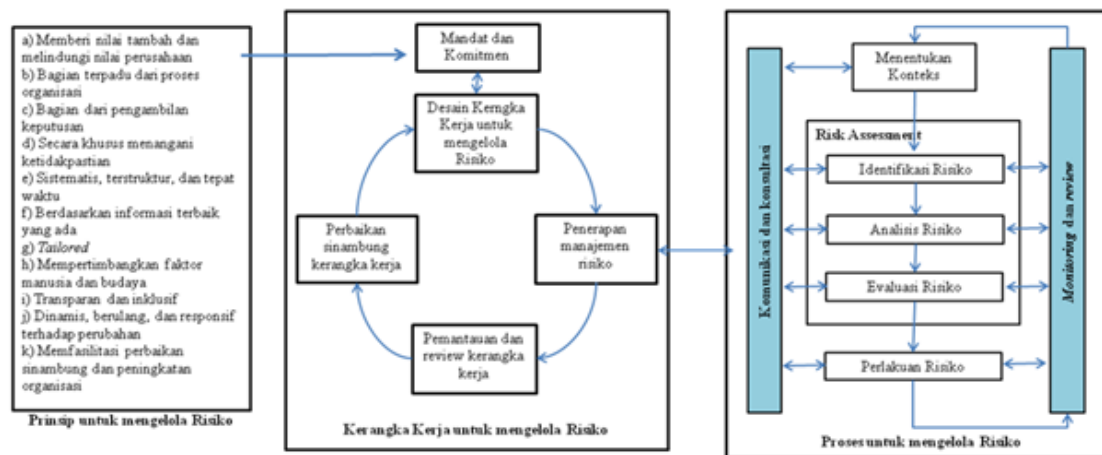 a) Memberi nilai tambah dan
melindungi nilai perusahaan
b) Bagian terpadu dari proses
organisasi
c) Bagian dari pengambilan
keputusan
d) Secara khusus menangani
ketidakpastian
e) Sistematis, terstruktur, dan tepat
waktu
f) Berdasarkan informasi terbaik
yang ada
g) Tailored
h) Mempertimbangkan faktor
manusia dan budaya
i) Transparan dan inklusif
j) Dinamis, berulang, dan responsif
terhadap perubahan
k) Memfasilitasi perbaikan
sinambung dan peningkatan
organisasi
Prinsip untuk mengelola Risiko
Mandat dan
Komitmen
Desain Kerngka
Kerja untuk
mengelola
Risiko
Penerapan
manajemen
risiko
Pemantauan dan
review kerangka
kerja
Perbaikan
sinambung
kerangka kerja
Kerangka Kerja untuk mengelola Risiko
Komunikasi dan konsultasi
Menentukan
Konteks
Risk Assessment
Identifikasi Risiko
Analisis Risiko
Evaluasi Risiko
Perlakuan Risiko
Monitoring dan review
Proses untuk mengelola Risiko